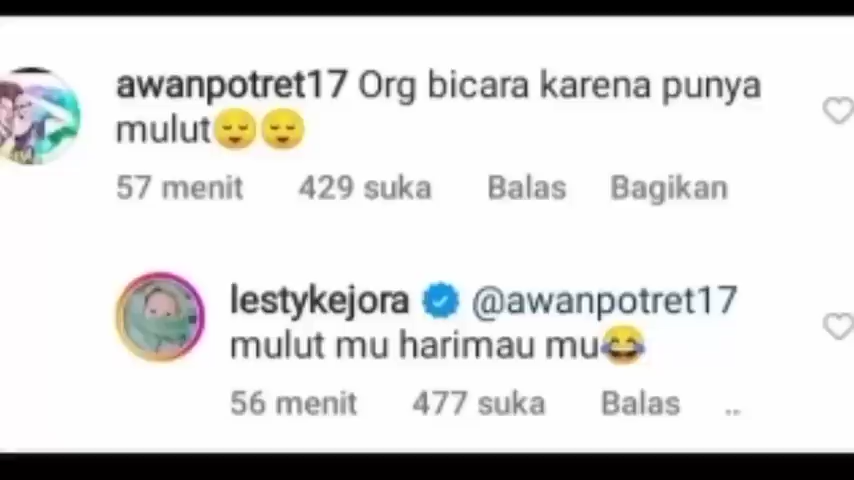 awanpotret17 Org bicara karena punya
mulut😌😌
57 menit 429 suka Balas Bagikan
lestykejora @awanpotret17
mulut mu harimau mu😂
56 menit 477 suka Balas ..